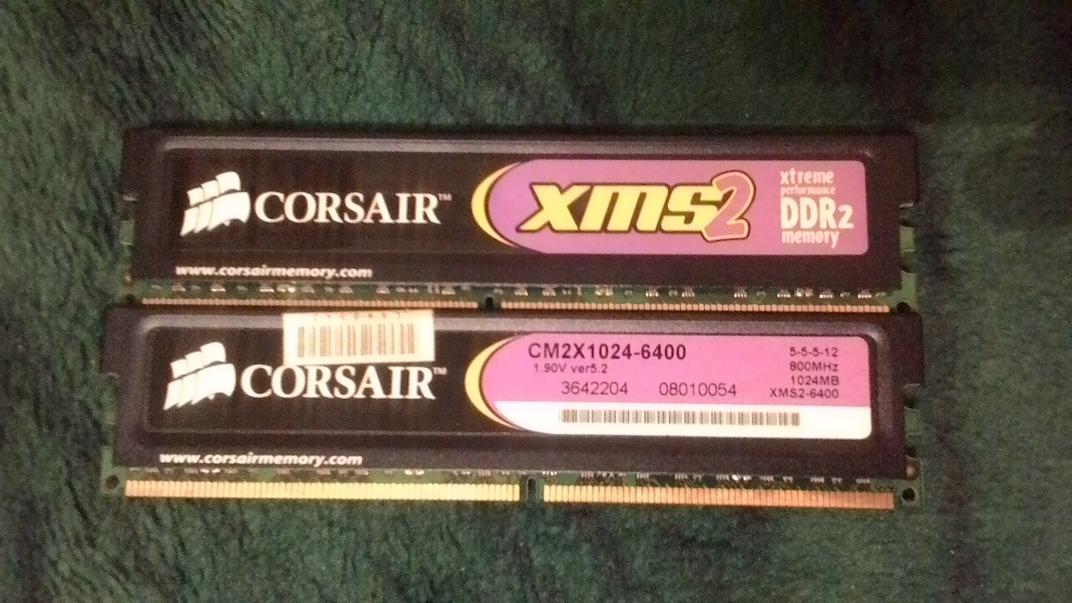 CORSAIR™
xms2
xtreme
performance
DDR2
memory
www.corsairmemory.com
CORSAIR™
CM2X1024-6400
1.90V ver5.2
3642204 08010054
5-5-5-12
800MHz
1024MB
XMS2-6400
www.corsairmemory.com